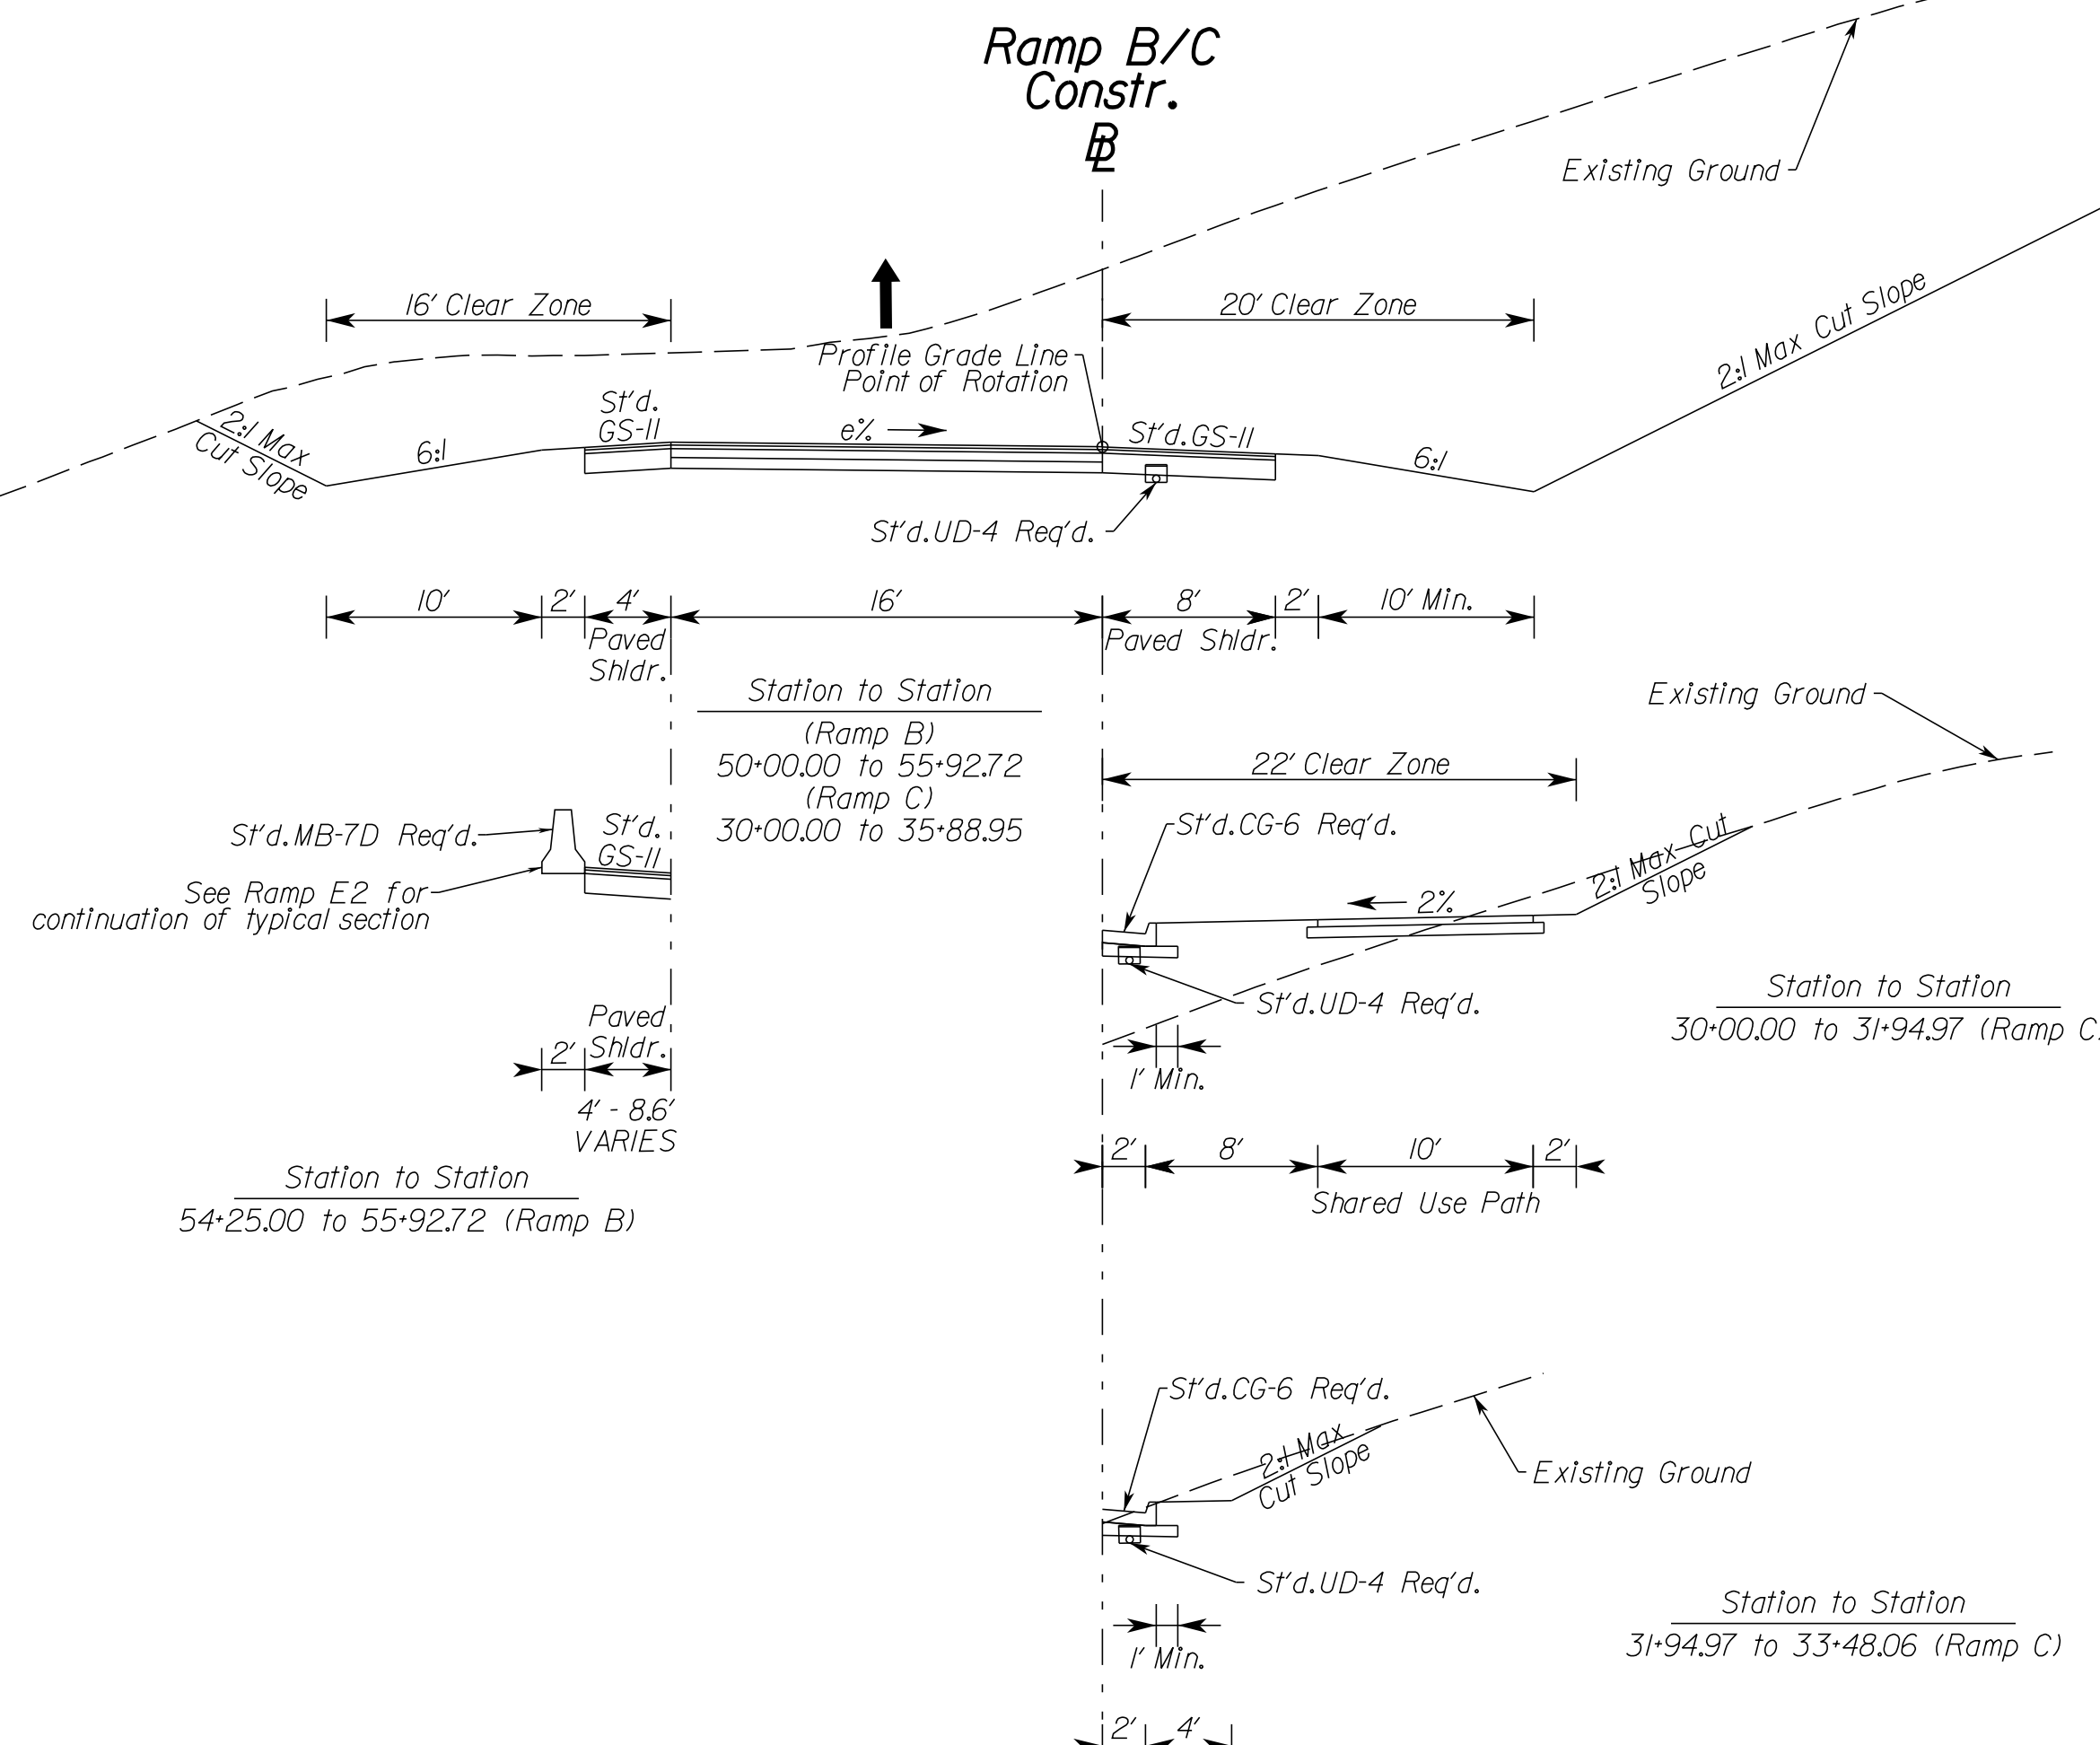 Ramp B/C
Constr.
BL
Existing Ground
16' Clear Zone
20' Clear Zone
2:1 Max Cut Slope
Profile Grade Line
Point of Rotation
St'd.
GS-11
e%
St'd.GS-11
2:1 Max
Cut Slope
6:1
6:1
St'd.UD-4 Req'd.
10'
2'
4'
16'
8'
2'
10' Min.
Paved
Shldr.
Paved Shldr.
Station to Station
(Ramp B)
50+00.00 to 55+92.72
(Ramp C)
30+00.00 to 35+88.95
Existing Ground
22' Clear Zone
St'd.MB-7D Req'd.
St'd.
GS-11
See Ramp E2 for
continuation of typical section
St'd.CG-6 Req'd.
2:1 Max Cut
Slope
2%
St'd.UD-4 Req'd.
Station to Station
30+00.00 to 31+94.97 (Ramp C)
Paved
Shldr.
2'
4' - 8.6'
VARIES
1' Min.
Station to Station
54+25.00 to 55+92.72 (Ramp B)
2'
8'
10'
2'
Shared Use Path
St'd.CG-6 Req'd.
2:1 Max
Cut Slope
Existing Ground
St'd.UD-4 Req'd.
Station to Station
31+94.97 to 33+48.06 (Ramp C)
1' Min.
2'
4'